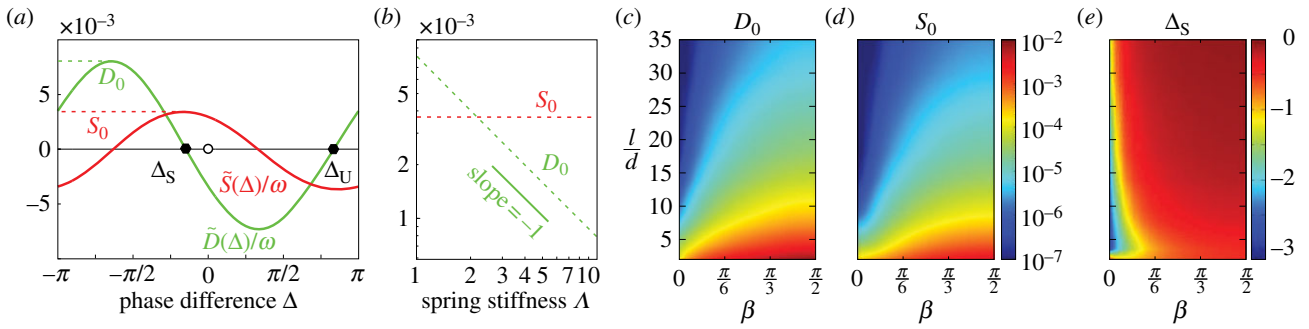 (a)
×10⁻³
5
0
−5
D₀
S₀
Δ_S
Δ_U
S̃(Δ)/ω
D̃(Δ)/ω
−π −π/2 0 π/2 π
phase difference Δ
(b)
×10⁻³
5
2
1
S₀
D₀
slope = −1
1 2 3 4 5 7 10
spring stiffness Λ
(c) D₀
l/d
35
30
25
20
15
10
5
0 π/6 π/3 π/2
β
(d) S₀
0 π/6 π/3 π/2
β
10⁻²
10⁻³
10⁻⁴
10⁻⁵
10⁻⁶
10⁻⁷
(e) Δ_S
0 π/6 π/3 π/2
β
0
−1
−2
−3